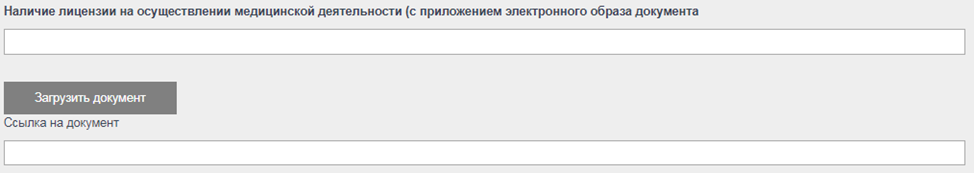 Наличие лицензии на осуществлении медицинской деятельности (с приложением электронного образа документа
Загрузить документ
Ссылка на документ